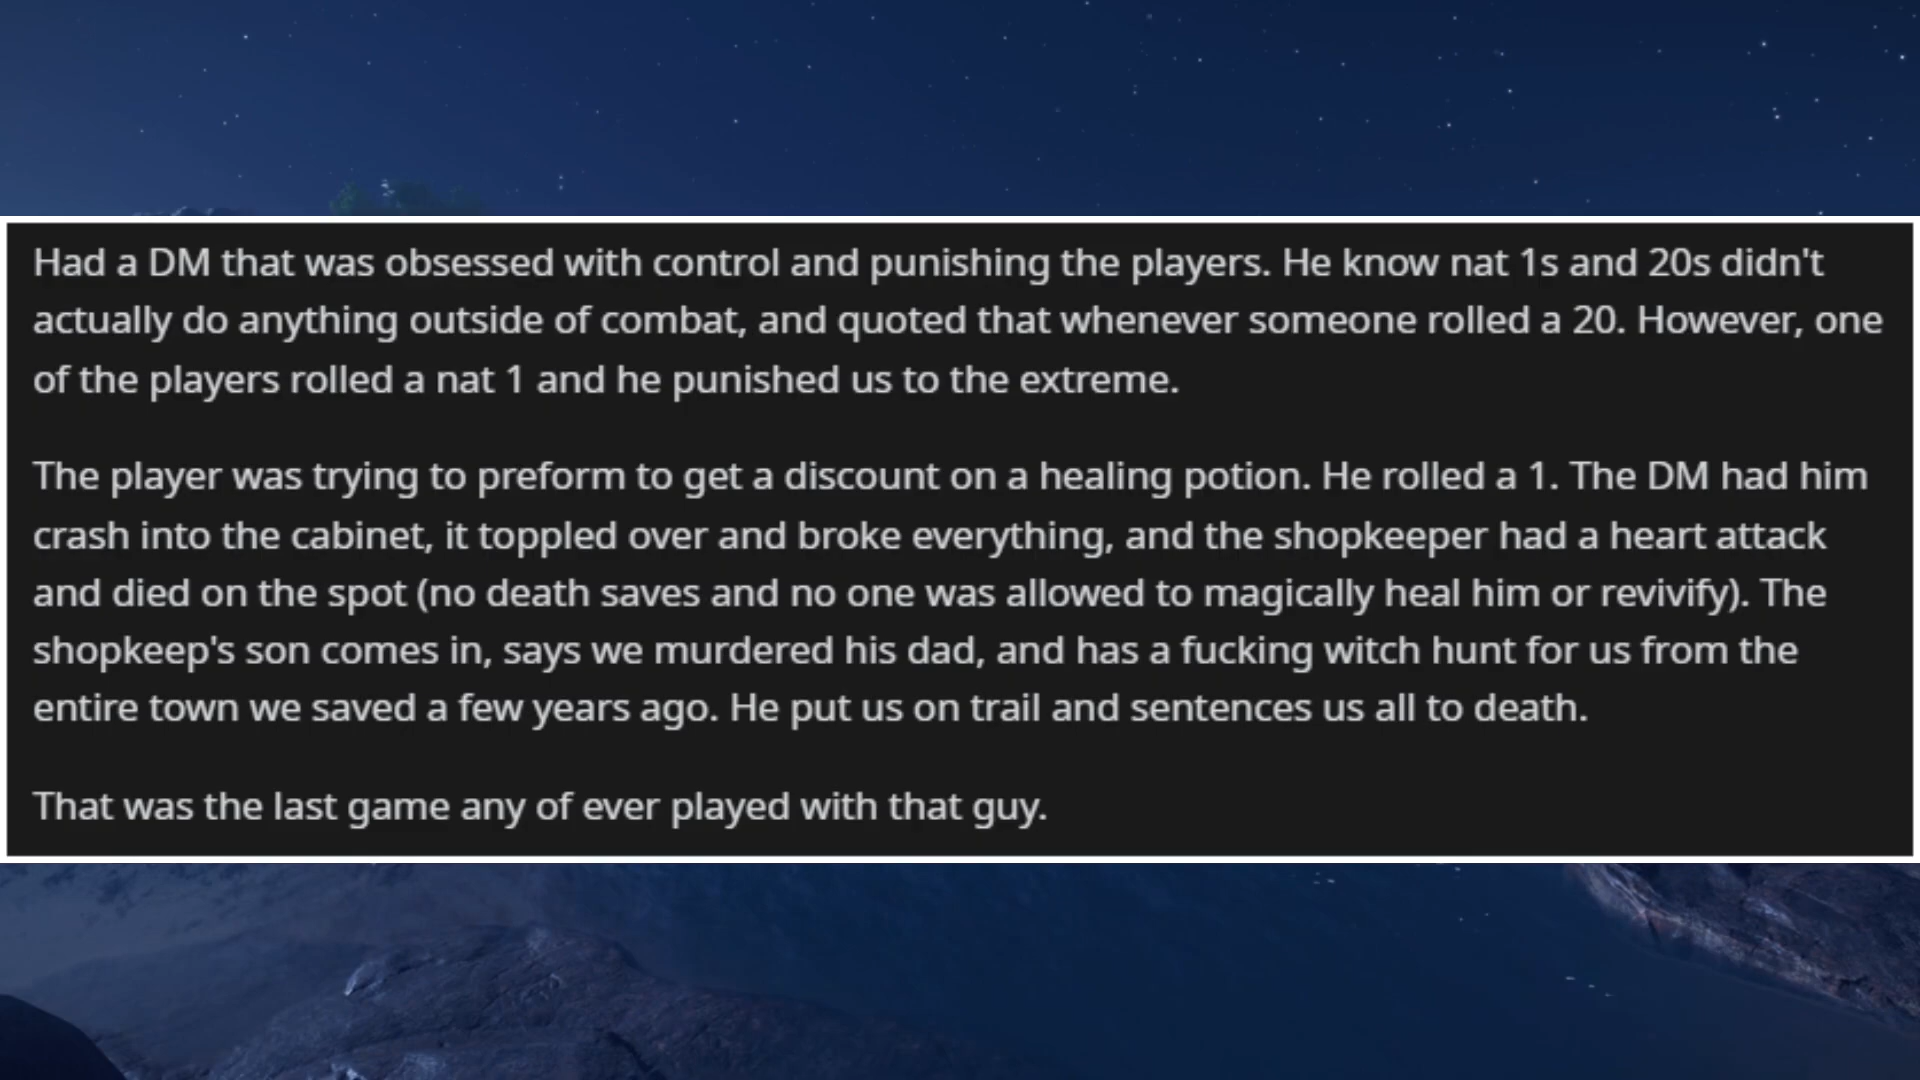 Had a DM that was obsessed with control and punishing the players. He know nat 1s and 20s didn't
actually do anything outside of combat, and quoted that whenever someone rolled a 20. However, one
of the players rolled a nat 1 and he punished us to the extreme.
The player was trying to preform to get a discount on a healing potion. He rolled a 1. The DM had him
crash into the cabinet, it toppled over and broke everything, and the shopkeeper had a heart attack
and died on the spot (no death saves and no one was allowed to magically heal him or revivify). The
shopkeep's son comes in, says we murdered his dad, and has a fucking witch hunt for us from the
entire town we saved a few years ago. He put us on trail and sentences us all to death.
That was the last game any of ever played with that guy.